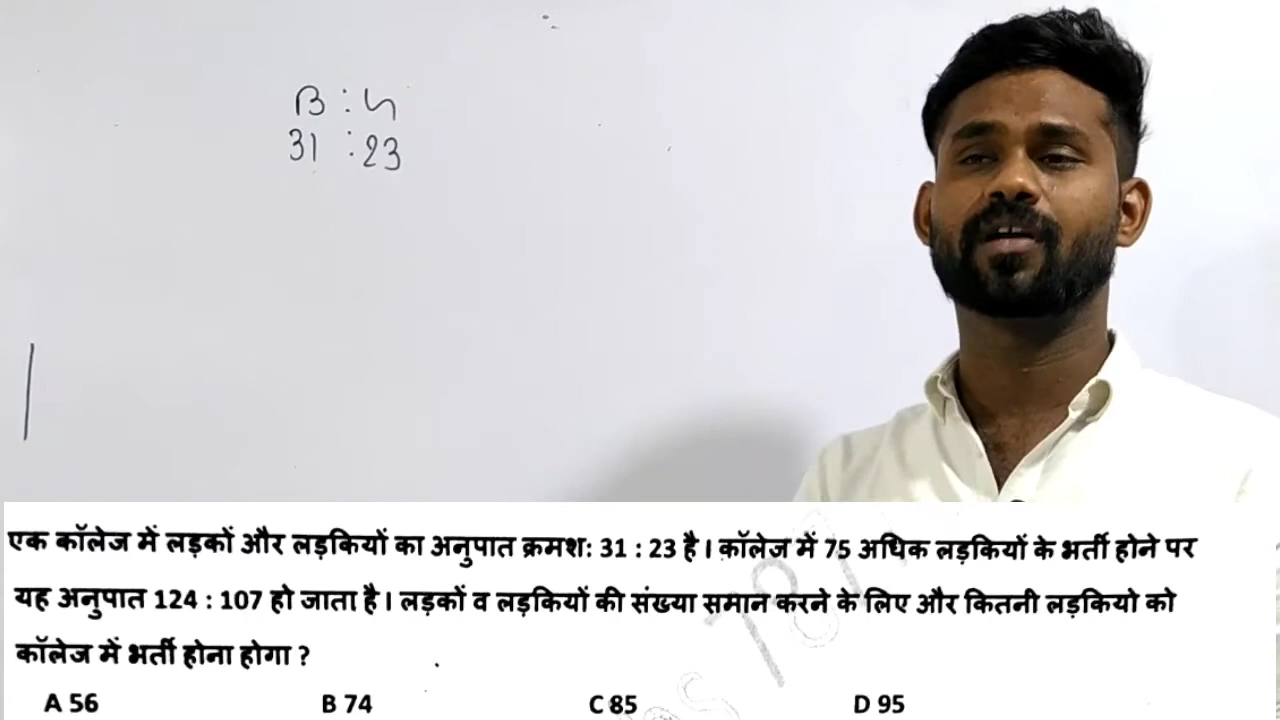 B : G
31 : 23
एक कॉलेज में लड़कों और लड़कियों का अनुपात क्रमश: 31 : 23 है। कॉलेज में 75 अधिक लड़कियों के भर्ती होने पर
यह अनुपात 124 : 107 हो जाता है। लड़कों व लड़कियों की संख्या समान करने के लिए और कितनी लड़कियो को
कॉलेज में भर्ती होना होगा ?
A 56 B 74 C 85 D 95